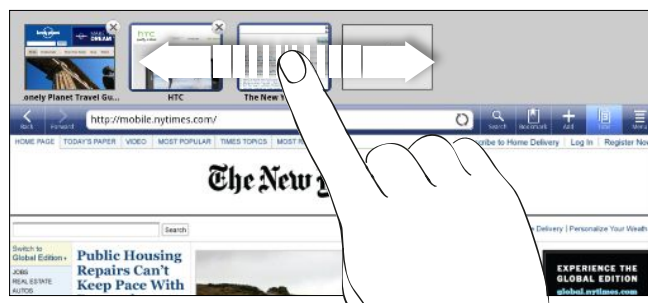 DREAM
.onely Planet Travel Gu...
HTC
The New Y
Back
Forward
http://mobile.nytimes.com/
Search
Bookmark
Add
Menu
HOME PAGE
TODAY'S PAPER
VIDEO
MOST POPULAR
TIMES TOPICS
MOST R
cribe to Home Delivery
Log In
Register Now
The New
Search
e Delivery | Personalize Your Weath
Switch to
Global Edition
JOBS
REAL ESTATE
AUTOS
Public Housing
Repairs Can't
Keep Pace With
EXPERIENCE THE
GLOBAL EDITION
global.nytimes.com